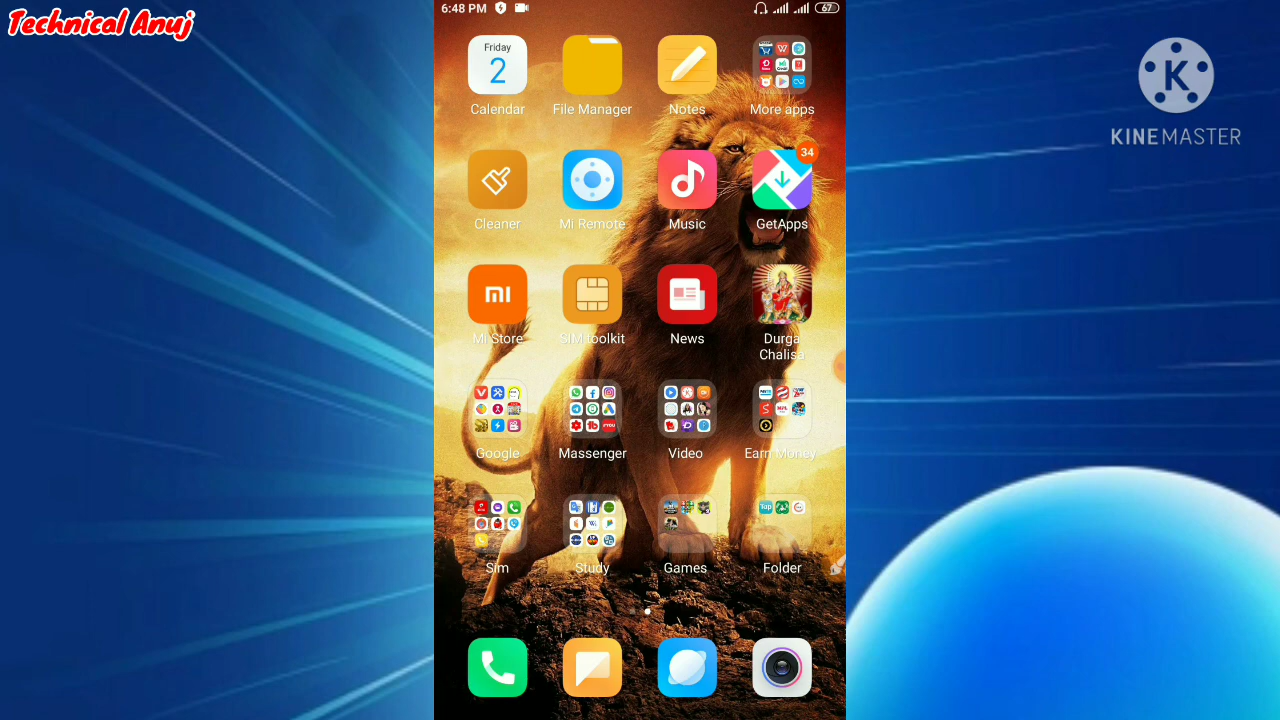 Technical Anuj
6:48 PM
67
KINEMASTER
Friday
2
Calendar
File Manager
Notes
More apps
34
Cleaner
Mi Remote
Music
GetApps
Mi Store
SIM toolkit
News
Durga
Chalisa
Google
Massenger
Video
Earn Money
Sim
Study
Games
Folder